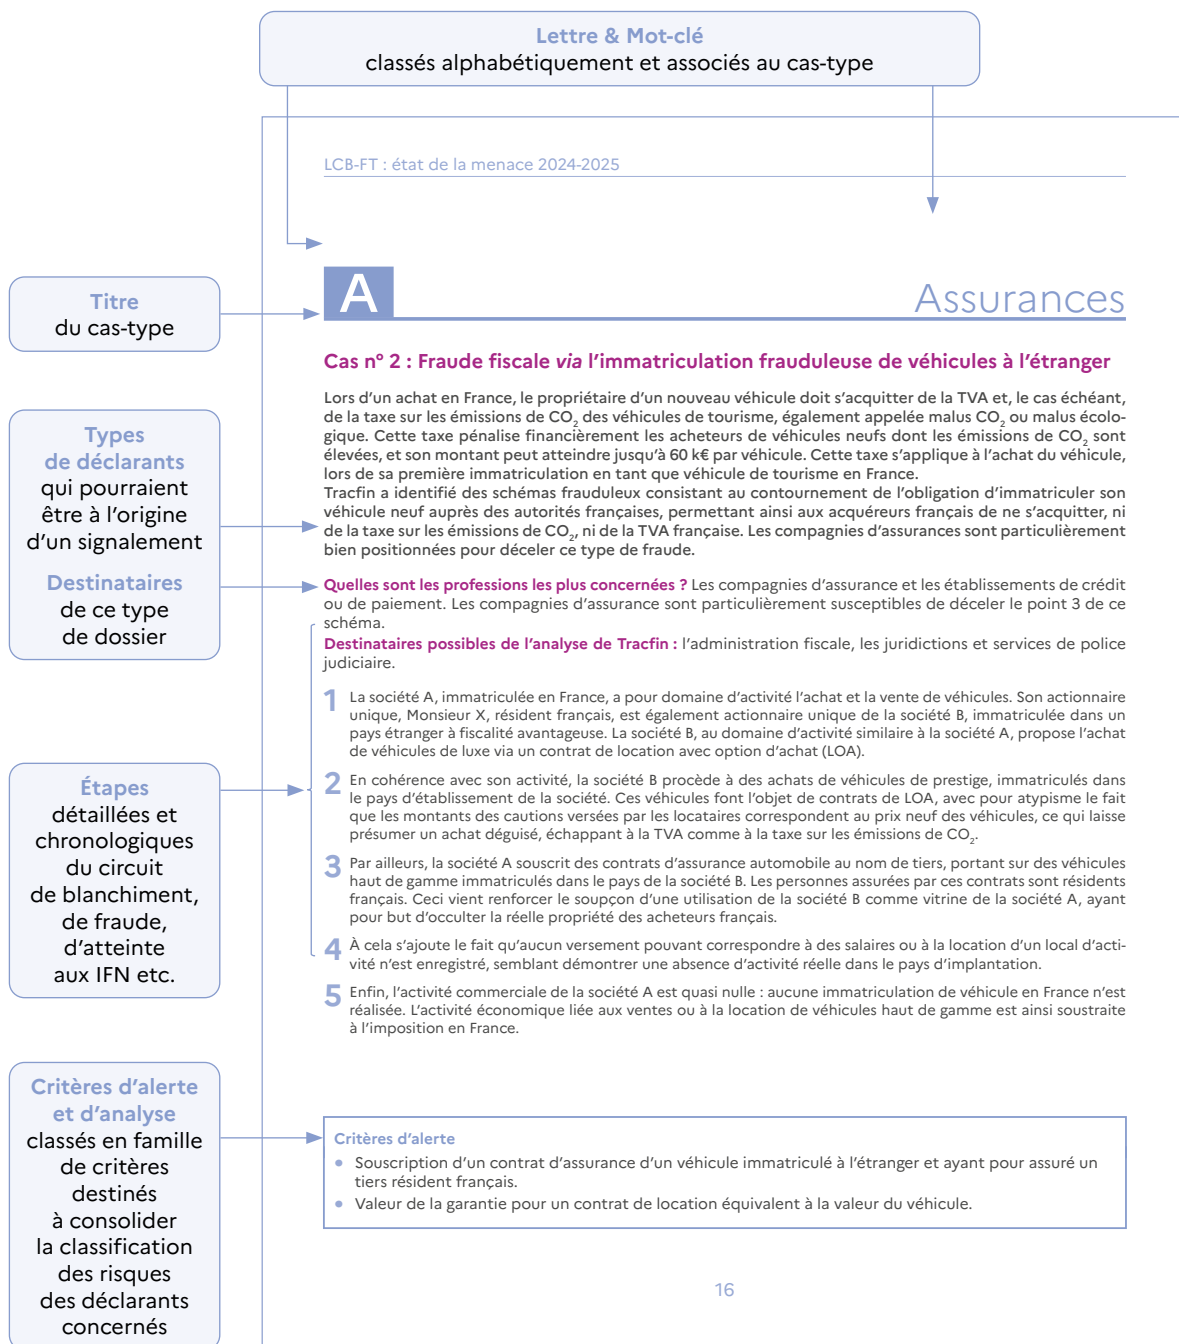 Lettre & Mot-clé
classés alphabétiquement et associés au cas-type
LCB-FT : état de la menace 2024-2025
A
Assurances
Titre
du cas-type
Cas n° 2 : Fraude fiscale via l’immatriculation frauduleuse de véhicules à l’étranger
Lors d’un achat en France, le propriétaire d’un nouveau véhicule doit s’acquitter de la TVA et, le cas échéant,
de la taxe sur les émissions de CO₂ des véhicules de tourisme, également appelée malus CO₂ ou malus écolo-
gique. Cette taxe pénalise financièrement les acheteurs de véhicules neufs dont les émissions de CO₂ sont
élevées, et son montant peut atteindre jusqu’à 60 k€ par véhicule. Cette taxe s’applique à l’achat du véhicule,
lors de sa première immatriculation en tant que véhicule de tourisme en France.
Tracfin a identifié des schémas frauduleux consistant au contournement de l’obligation d’immatriculer son
véhicule neuf auprès des autorités françaises, permettant ainsi aux acquéreurs français de ne s’acquitter, ni
de la taxe sur les émissions de CO₂, ni de la TVA française. Les compagnies d’assurances sont particulièrement
bien positionnées pour déceler ce type de fraude.
Types
de déclarants
qui pourraient
être à l’origine
d’un signalement
Destinataires
de ce type
de dossier
Quelles sont les professions les plus concernées ? Les compagnies d’assurance et les établissements de crédit
ou de paiement. Les compagnies d’assurance sont particulièrement susceptibles de déceler le point 3 de ce
schéma.
Destinataires possibles de l’analyse de Tracfin : l’administration fiscale, les juridictions et services de police
judiciaire.
1 La société A, immatriculée en France, a pour domaine d’activité l’achat et la vente de véhicules. Son actionnaire
unique, Monsieur X, résident français, est également actionnaire unique de la société B, immatriculée dans un
pays étranger à fiscalité avantageuse. La société B, au domaine d’activité similaire à la société A, propose l’achat
de véhicules de luxe via un contrat de location avec option d’achat (LOA).
2 En cohérence avec son activité, la société B procède à des achats de véhicules de prestige, immatriculés dans
le pays d’établissement de la société. Ces véhicules font l’objet de contrats de LOA, avec pour atypisme le fait
que les montants des cautions versées par les locataires correspondent au prix neuf des véhicules, ce qui laisse
présumer un achat déguisé, échappant à la TVA comme à la taxe sur les émissions de CO₂.
3 Par ailleurs, la société A souscrit des contrats d’assurance automobile au nom de tiers, portant sur des véhicules
haut de gamme immatriculés dans le pays de la société B. Les personnes assurées par ces contrats sont résidents
français. Ceci vient renforcer le soupçon d’une utilisation de la société B comme vitrine de la société A, ayant
pour but d’occulter la réelle propriété des acheteurs français.
4 À cela s’ajoute le fait qu’aucun versement pouvant correspondre à des salaires ou à la location d’un local d’acti-
vité n’est enregistré, semblant démontrer une absence d’activité réelle dans le pays d’implantation.
5 Enfin, l’activité commerciale de la société A est quasi nulle : aucune immatriculation de véhicule en France n’est
réalisée. L’activité économique liée aux ventes ou à la location de véhicules haut de gamme est ainsi soustraite
à l’imposition en France.
Étapes
détaillées et
chronologiques
du circuit
de blanchiment,
de fraude,
d’atteinte
aux IFN etc.
Critères d’alerte
et d’analyse
classés en famille
de critères
destinés
à consolider
la classification
des risques
des déclarants
concernés
Critères d’alerte
• Souscription d’un contrat d’assurance d’un véhicule immatriculé à l’étranger et ayant pour assuré un
tiers résident français.
• Valeur de la garantie pour un contrat de location équivalent à la valeur du véhicule.
16